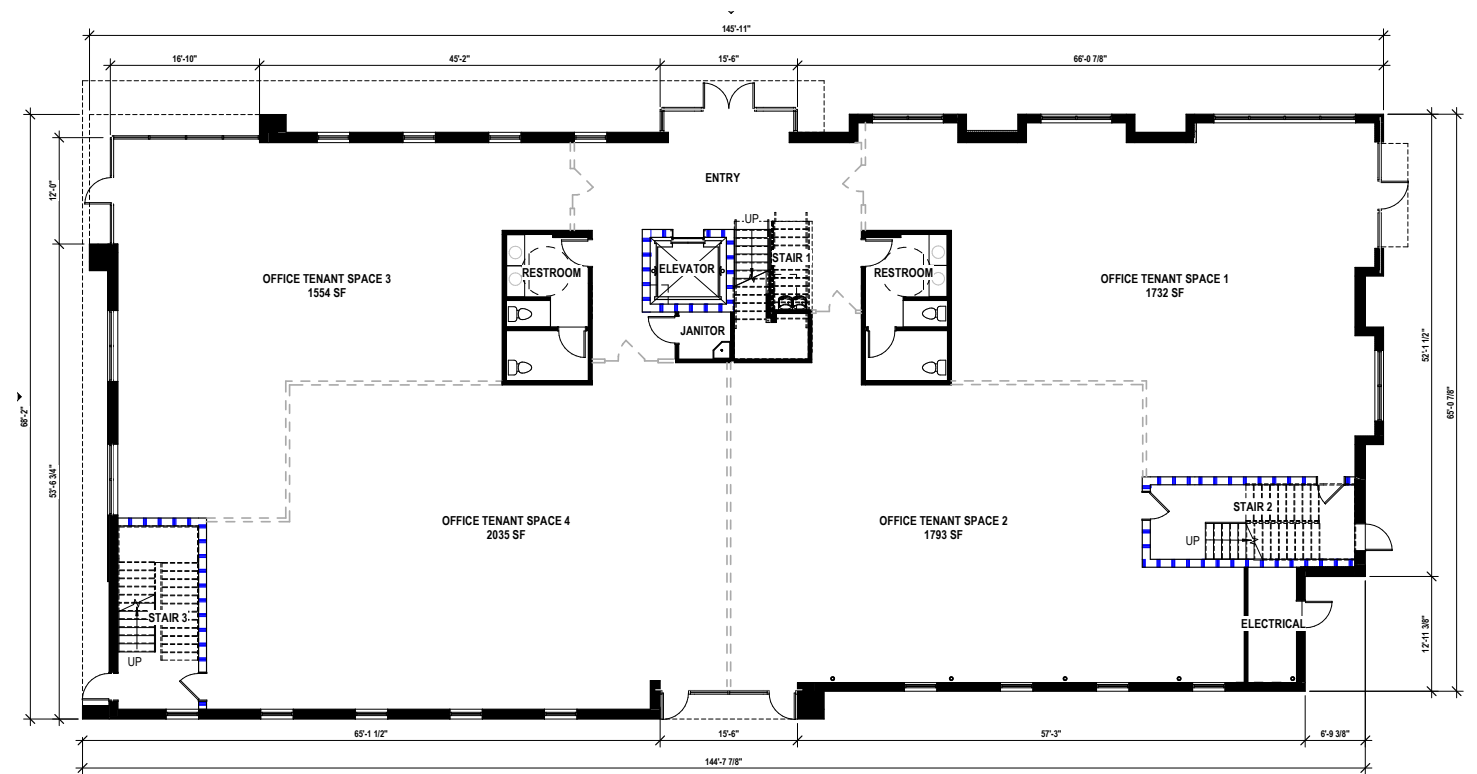 145'-11"
16'-10"
45'-2"
15'-6"
66'-0 7/8"
12'-0"
ENTRY
UP
STAIR 1
ELEVATOR
RESTROOM
RESTROOM
OFFICE TENANT SPACE 3
1554 SF
OFFICE TENANT SPACE 1
1732 SF
JANITOR
52'-1 1/2"
65'-0 7/8"
68'-2"
53'-6 3/4"
OFFICE TENANT SPACE 4
2035 SF
OFFICE TENANT SPACE 2
1793 SF
STAIR 2
UP
STAIR 3
UP
ELECTRICAL
12'-11 3/8"
65'-1 1/2"
15'-6"
57'-3"
6'-9 3/8"
144'-7 7/8"